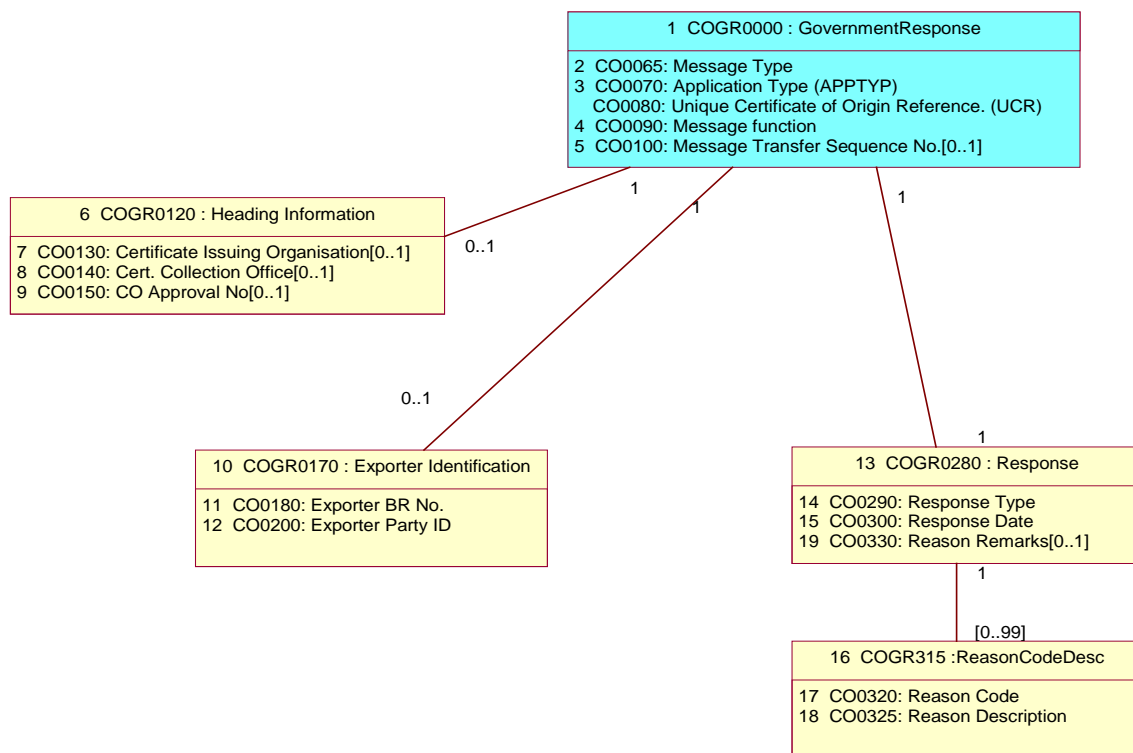 1 COGR0000 : GovernmentResponse
2 CO0065: Message Type
3 CO0070: Application Type (APPTYP)
CO0080: Unique Certificate of Origin Reference. (UCR)
4 CO0090: Message function
5 CO0100: Message Transfer Sequence No.[0..1]
1
1
1
6 COGR0120 : Heading Information
0..1
7 CO0130: Certificate Issuing Organisation[0..1]
8 CO0140: Cert. Collection Office[0..1]
9 CO0150: CO Approval No[0..1]
0..1
1
10 COGR0170 : Exporter Identification
11 CO0180: Exporter BR No.
12 CO0200: Exporter Party ID
13 COGR0280 : Response
14 CO0290: Response Type
15 CO0300: Response Date
19 CO0330: Reason Remarks[0..1]
1
[0..99]
16 COGR315 :ReasonCodeDesc
17 CO0320: Reason Code
18 CO0325: Reason Description